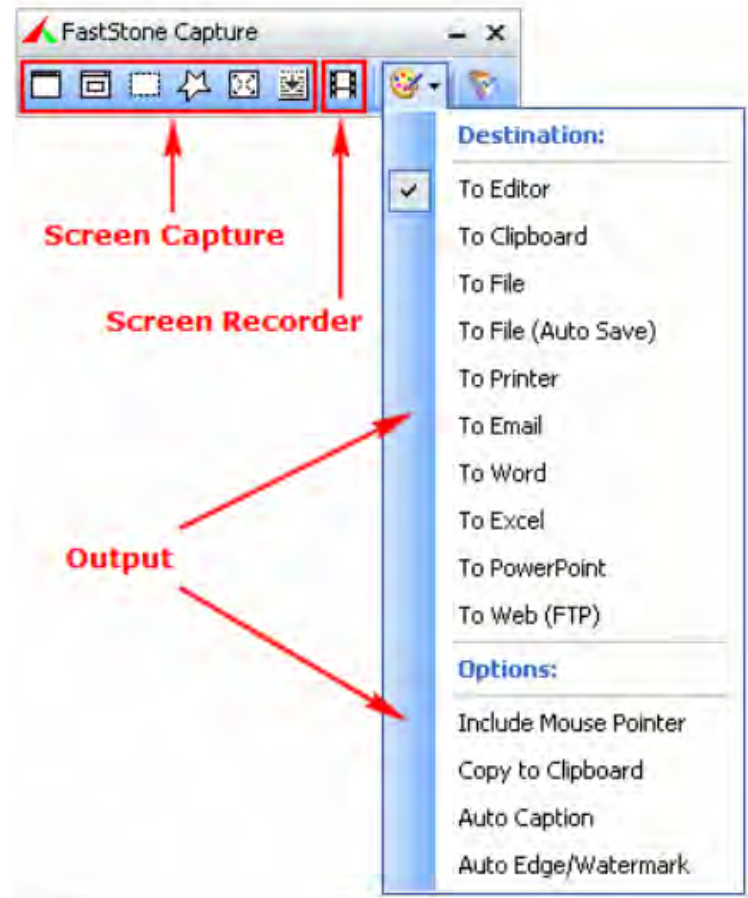 FastStone Capture
Screen Capture
Screen Recorder
Output
Destination:
To Editor
To Clipboard
To File
To File (Auto Save)
To Printer
To Email
To Word
To Excel
To PowerPoint
To Web (FTP)
Options:
Include Mouse Pointer
Copy to Clipboard
Auto Caption
Auto Edge/Watermark